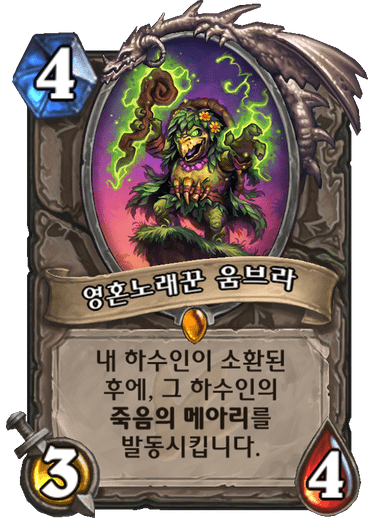 4
영혼노래꾼 움브라
내 하수인이 소환된
후에, 그 하수인의
죽음의 메아리를
발동시킵니다.
3
4